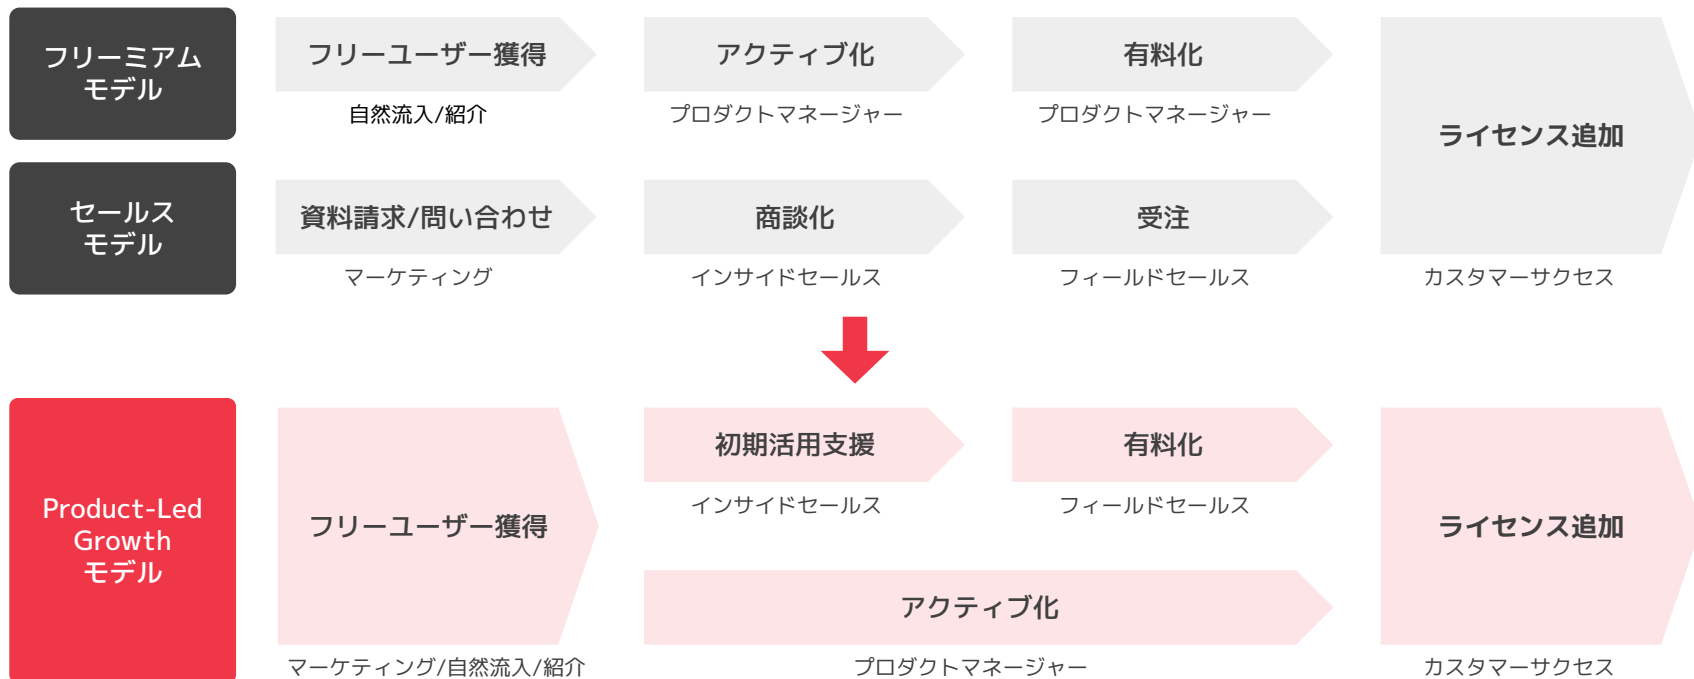 フリーミアム
モデル
フリーユーザー獲得
自然流入/紹介
アクティブ化
プロダクトマネージャー
有料化
プロダクトマネージャー
セールス
モデル
資料請求/問い合わせ
マーケティング
商談化
インサイドセールス
受注
フィールドセールス
ライセンス追加
カスタマーサクセス
Product-Led
Growth
モデル
フリーユーザー獲得
マーケティング/自然流入/紹介
初期活用支援
インサイドセールス
有料化
フィールドセールス
アクティブ化
プロダクトマネージャー
ライセンス追加
カスタマーサクセス